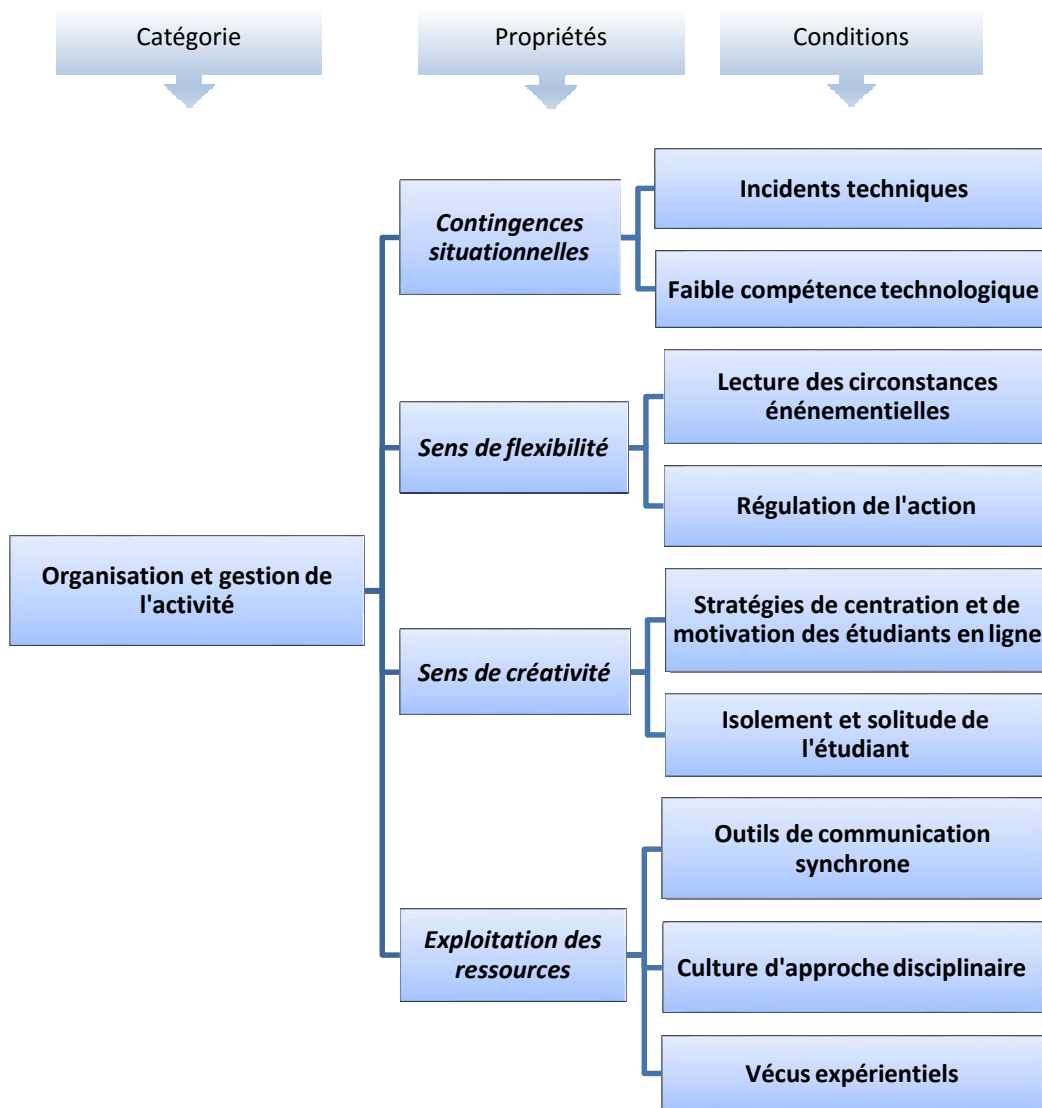 Catégorie
Propriétés
Conditions
Incidents techniques
Contingences
situationnelles
Faible compétence technologique
Lecture des circonstances
énénementielles
Sens de flexibilité
Régulation de l'action
Organisation et gestion de
l'activité
Stratégies de centration et de
motivation des étudiants en ligne
Sens de créativité
Isolement et solitude de
l'étudiant
Outils de communication
synchrone
Exploitation des
ressources
Culture d'approche disciplinaire
Vécus expérientiels